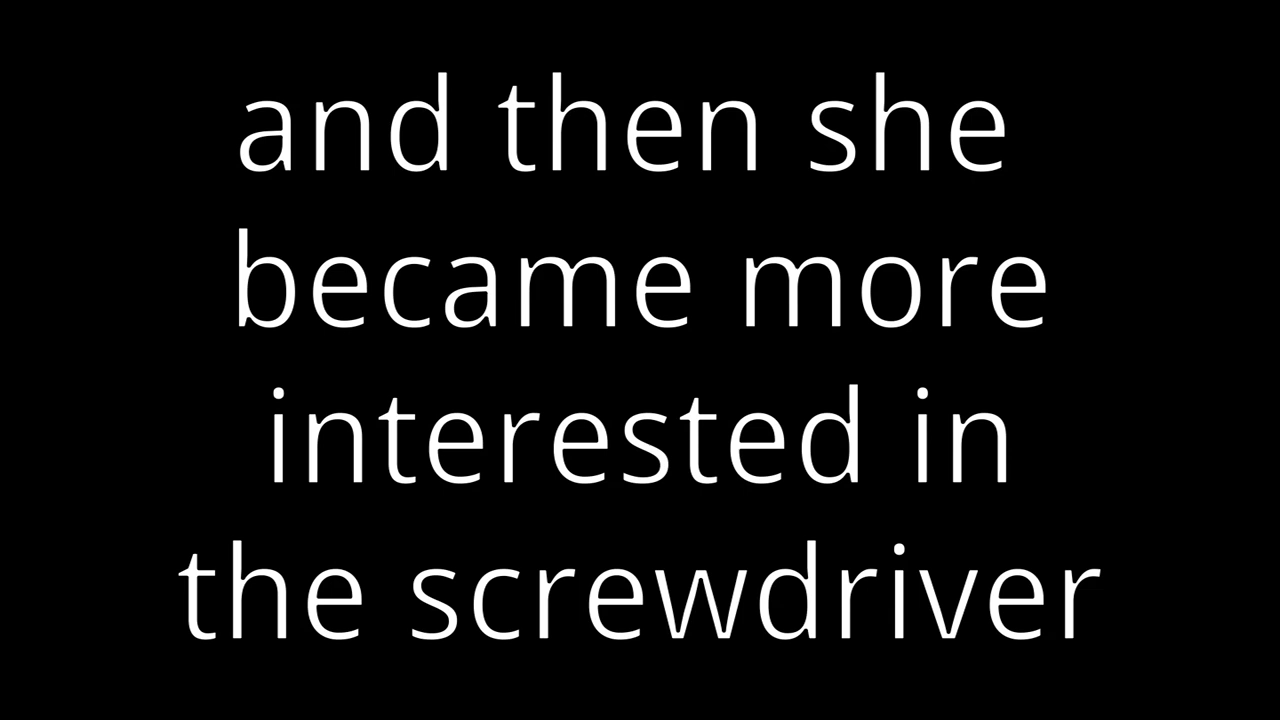 and then she
became more
interested in
the screwdriver